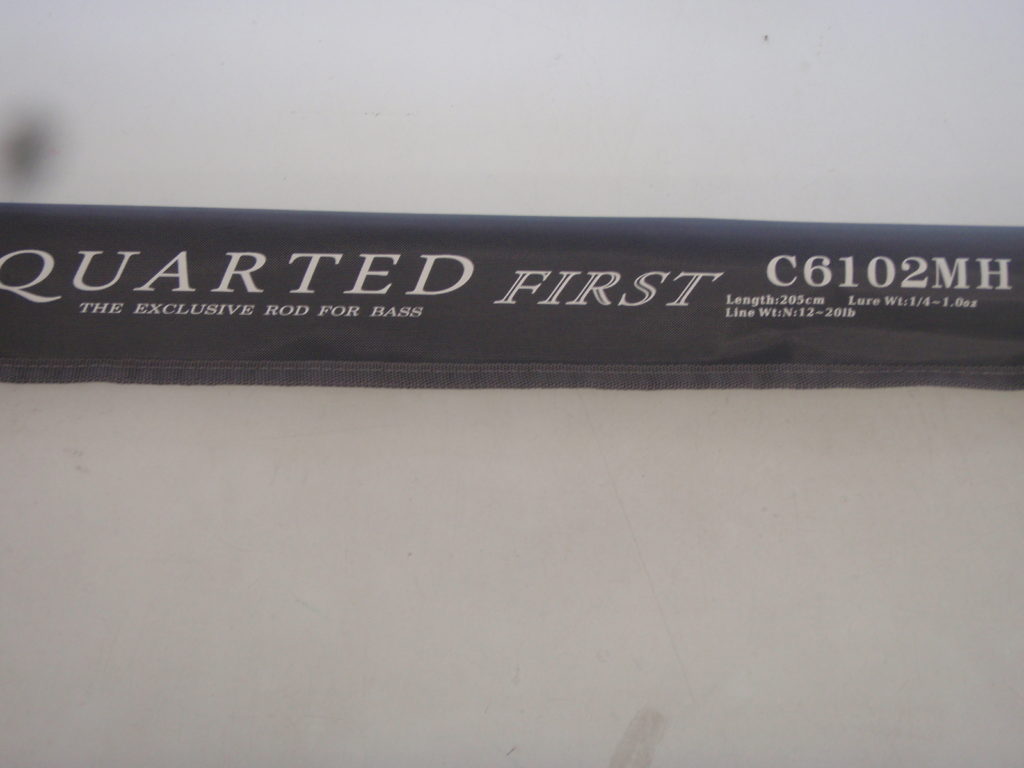 QUARTED FIRST C6102MH
THE EXCLUSIVE ROD FOR BASS
Length:205cm Lure Wt:1/4~1.0oz
Line Wt:N:12~20lb